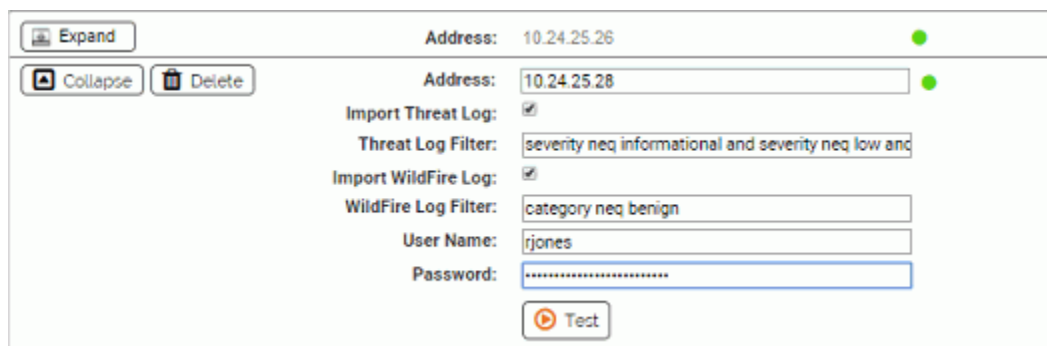 Expand Address: 10.24.25.26
Collapse Delete Address: 10.24.25.28
Import Threat Log:
Threat Log Filter: severity neq informational and severity neq low and
Import WildFire Log:
WildFire Log Filter: category neq benign
User Name: rjones
Password: •••••••••••••••••••••••••
Test